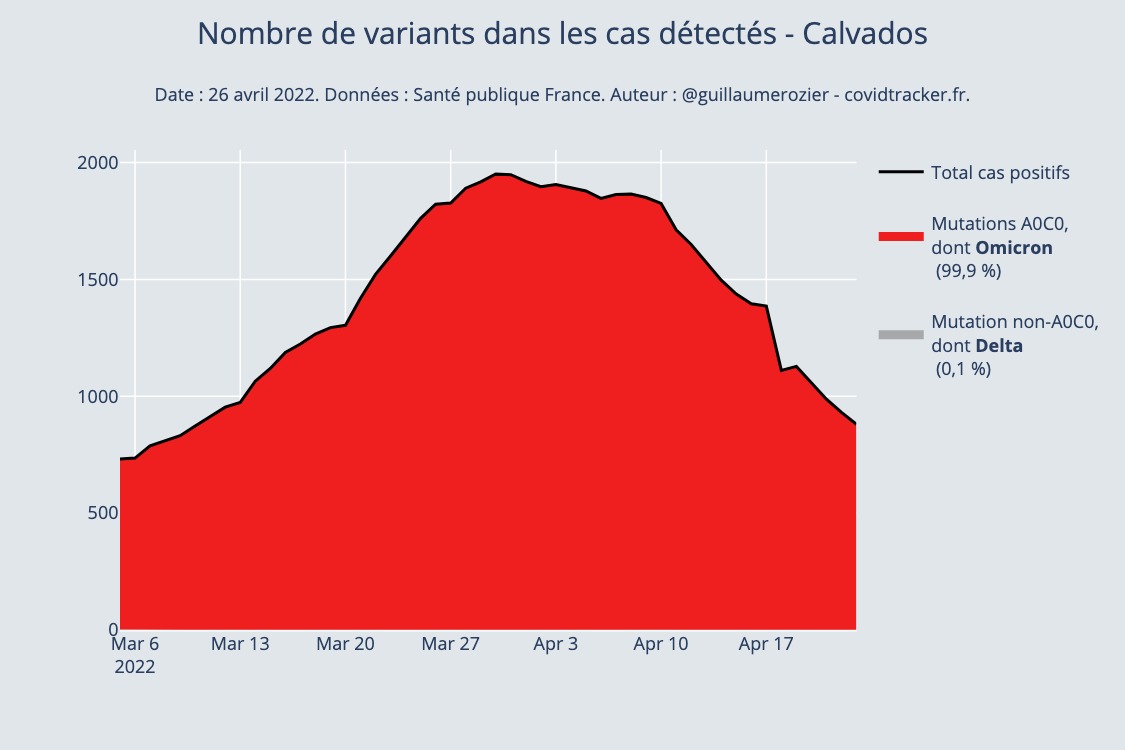 Nombre de variants dans les cas détectés - Calvados
Date : 26 avril 2022. Données : Santé publique France. Auteur : @guillaumerozier - covidtracker.fr.
2000
1500
1000
500
0
Mar 6
2022
Mar 13
Mar 20
Mar 27
Apr 3
Apr 10
Apr 17
Total cas positifs
Mutations A0C0,
dont Omicron
(99,9 %)
Mutation non-A0C0,
dont Delta
(0,1 %)